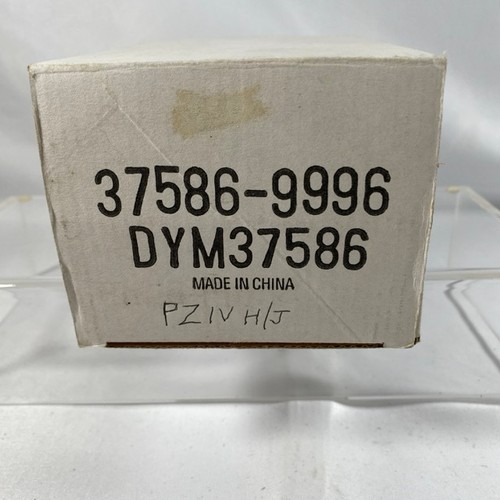 37586-9996
DYM37586
MADE IN CHINA
PZIV H/J